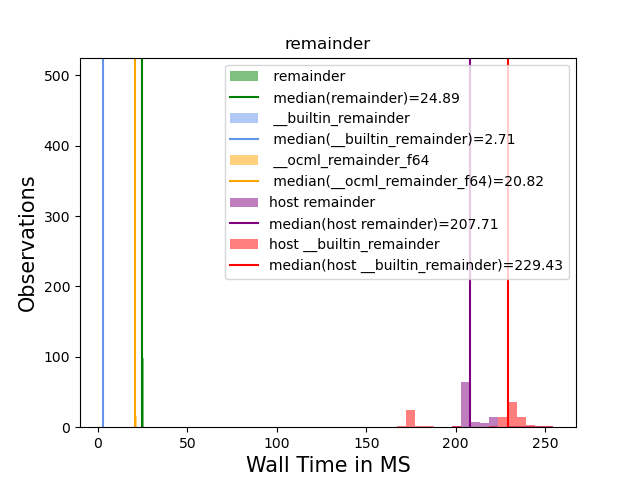 remainder
500
400
300
200
100
0
Observations
remainder
median(remainder)=24.89
__builtin_remainder
median(__builtin_remainder)=2.71
__ocml_remainder_f64
median(__ocml_remainder_f64)=20.82
host remainder
median(host remainder)=207.71
host __builtin_remainder
median(host __builtin_remainder)=229.43
0 50 100 150 200 250
Wall Time in MS